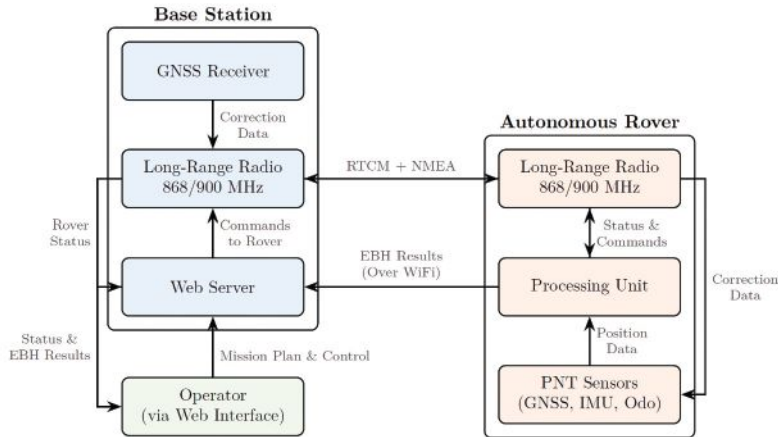 Base Station
GNSS Receiver
Correction
Data
Long-Range Radio
868/900 MHz
Rover
Status
Commands
to Rover
Web Server
Status &
EBH Results
Mission Plan & Control
Operator
(via Web Interface)
RTCM + NMEA
EBH Results
(Over WiFi)
Autonomous Rover
Long-Range Radio
868/900 MHz
Status &
Commands
Processing Unit
Correction
Data
Position
Data
PNT Sensors
(GNSS, IMU, Odo)